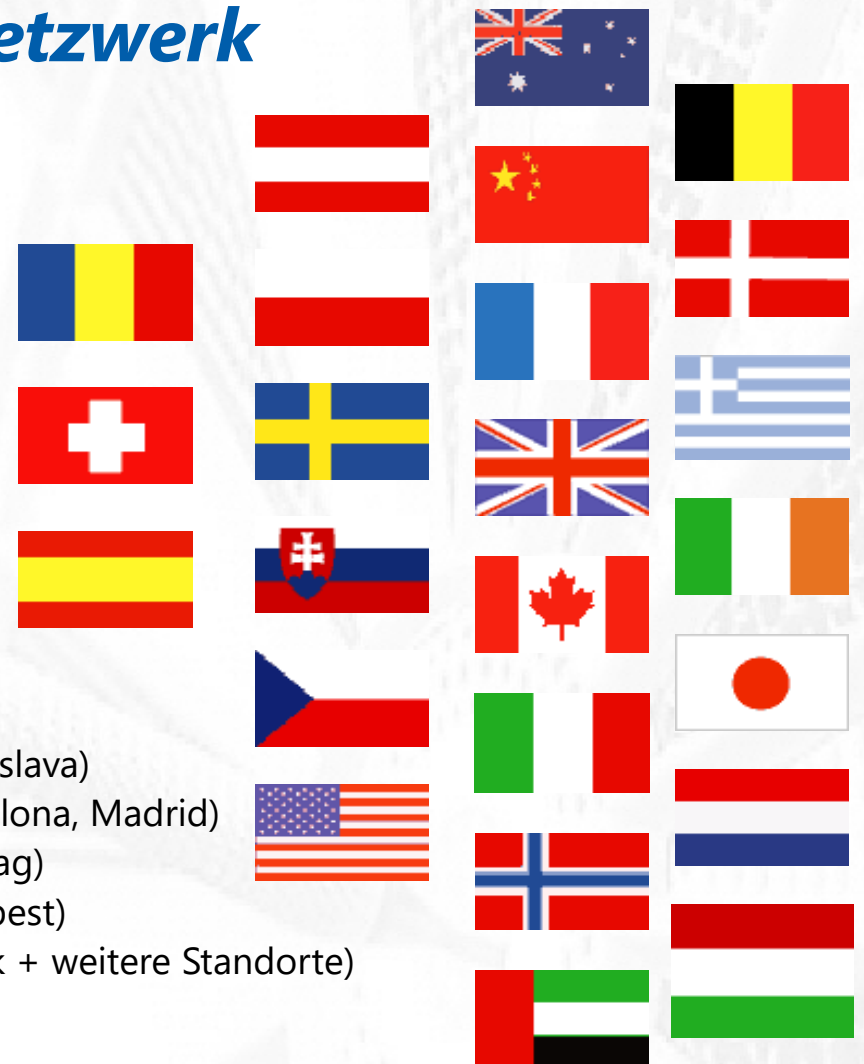 etzwerk
slava)
lona, Madrid)
ag)
pest)
k + weitere Standorte)